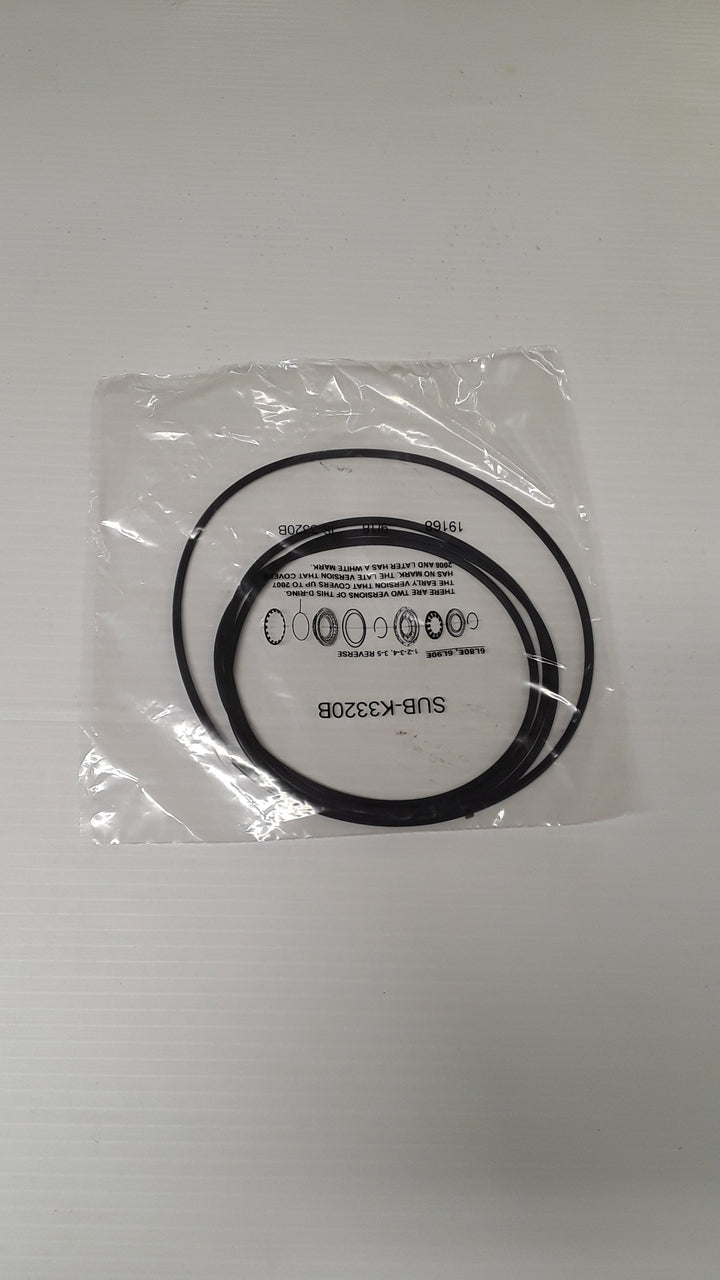 SUB-K3320B
6L80E, 6L90E
1-2-3-4, 3-5 REVERSE
THERE ARE TWO VERSIONS OF THIS D-RING.
THE EARLY VERSION THAT COVERS UP TO 2007
HAS NO MARK. THE LATE VERSION THAT COVERS
2008 AND LATER HAS A WHITE MARK.
19168 9/18